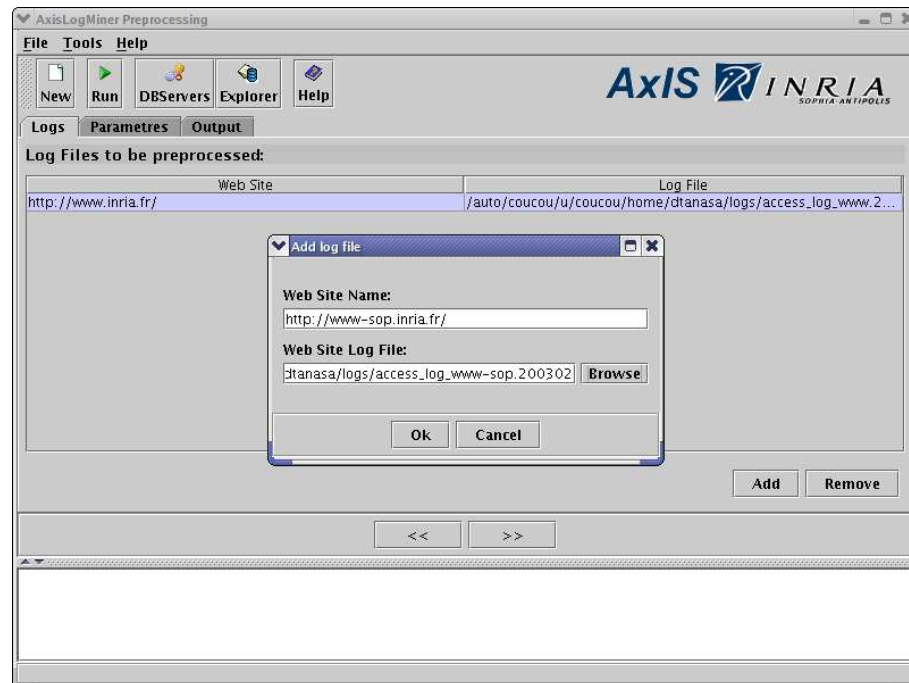 AxisLogMiner Preprocessing
File Tools Help
New Run DBServers Explorer Help
AxIS INRIA
SOPHIA ANTIPOLIS
Logs Parametres Output
Log Files to be preprocessed:
Web Site Log File
http://www.inria.fr/ /auto/coucou/u/coucou/home/dtanasa/logs/access_log_www.2...
Add log file
Web Site Name:
http://www-sop.inria.fr/
Web Site Log File:
dtanasa/logs/access_log_www-sop.200302 Browse
Ok Cancel
Add Remove
<< >>